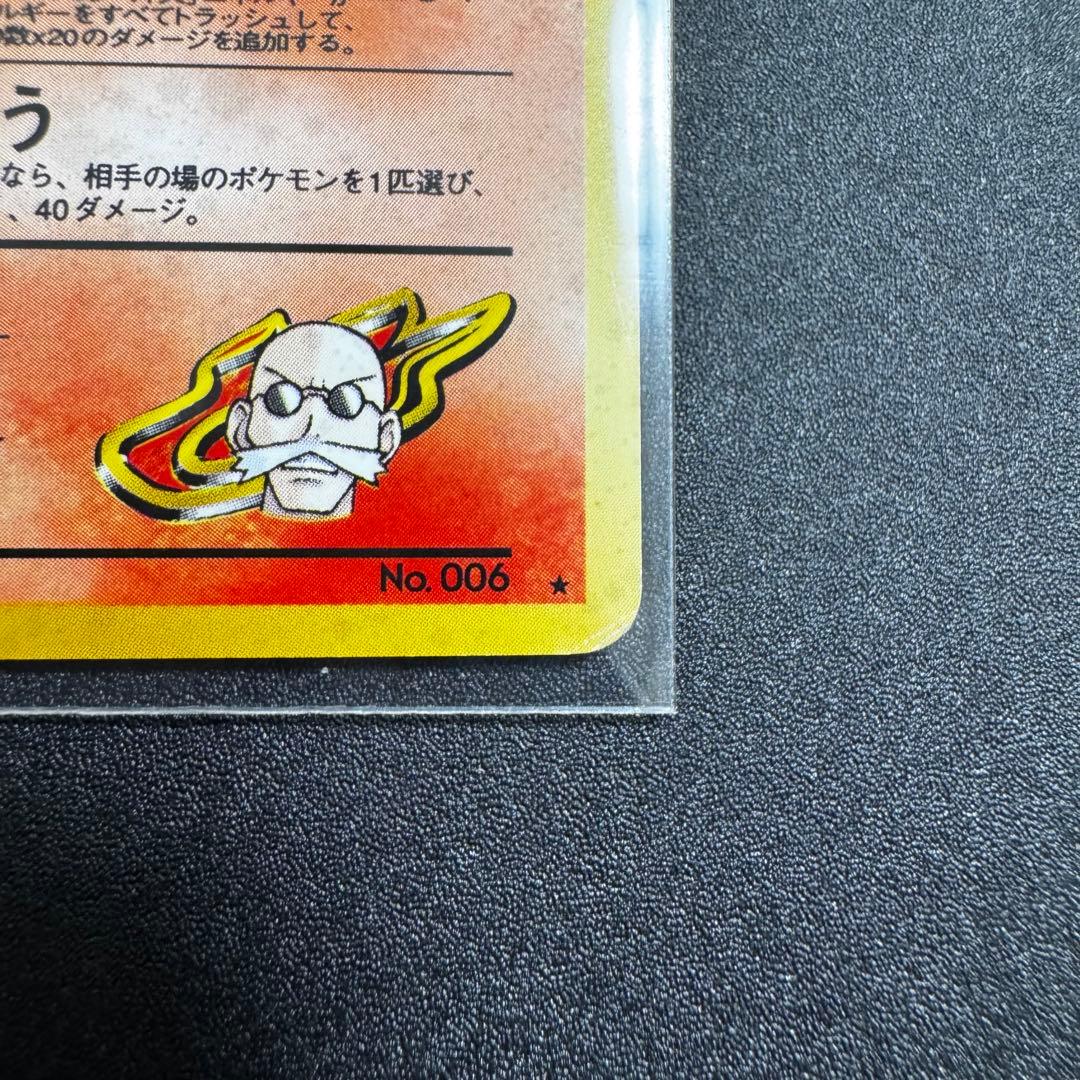 ルギーをすべてトラッシュして、
数x20のダメージを追加する。
う
なら、相手の場のポケモンを1匹選び、
、40ダメージ。
No. 006 ★